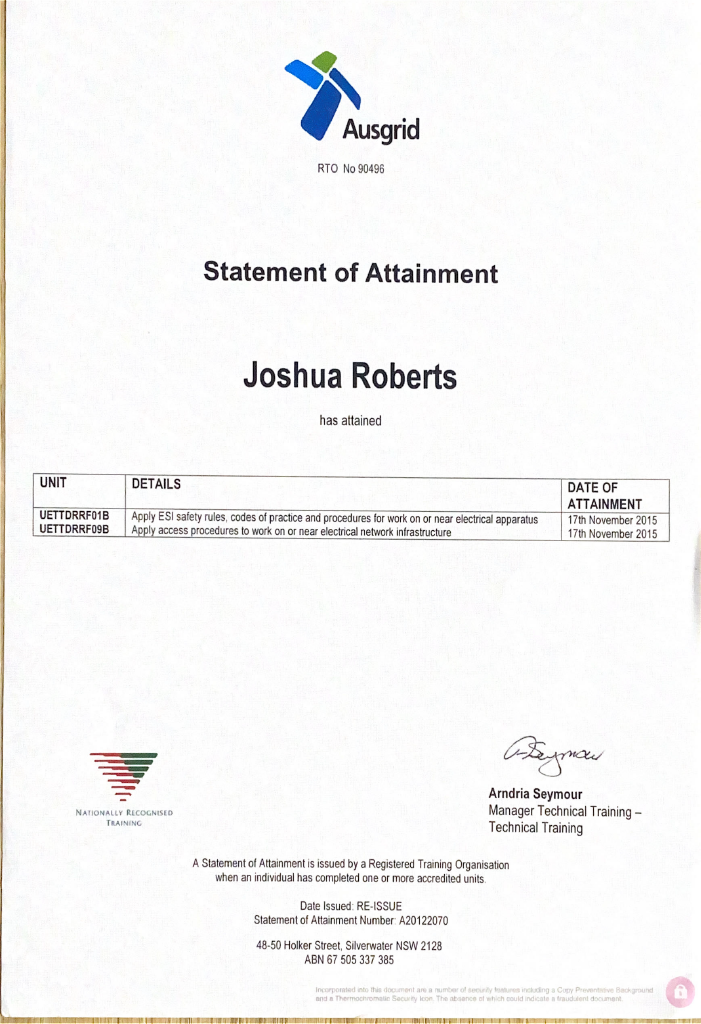 Ausgrid
RTO No 90496
Statement of Attainment
Joshua Roberts
has attained
UNIT DETAILS DATE OF ATTAINMENT
UETTDRRF01B Apply ESI safety rules, codes of practice and procedures for work on or near electrical apparatus 17th November 2015
UETTDRRF09B Apply access procedures to work on or near electrical network infrastructure 17th November 2015
NATIONALLY RECOGNISED
TRAINING
ASeymour
Arndria Seymour
Manager Technical Training –
Technical Training
A Statement of Attainment is issued by a Registered Training Organisation
when an individual has completed one or more accredited units.
Date Issued: RE-ISSUE
Statement of Attainment Number: A20122070
48-50 Holker Street, Silverwater NSW 2128
ABN 67 505 337 385
Incorporated into this document are a number of security features including a Copy Preventative Background
and a Thermochromatic Security Icon. The absence of which could indicate a fraudulent document.